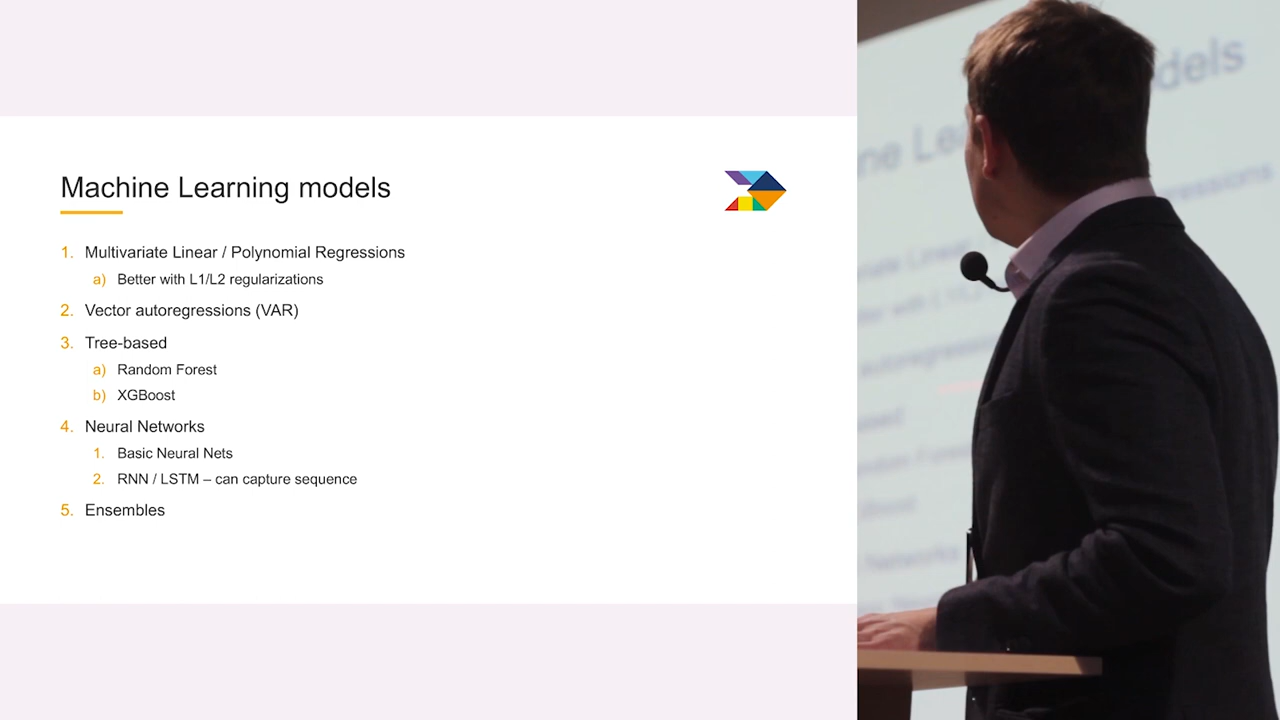 Machine Learning models
1. Multivariate Linear / Polynomial Regressions
a) Better with L1/L2 regularizations
2. Vector autoregressions (VAR)
3. Tree-based
a) Random Forest
b) XGBoost
4. Neural Networks
1. Basic Neural Nets
2. RNN / LSTM – can capture sequence
5. Ensembles